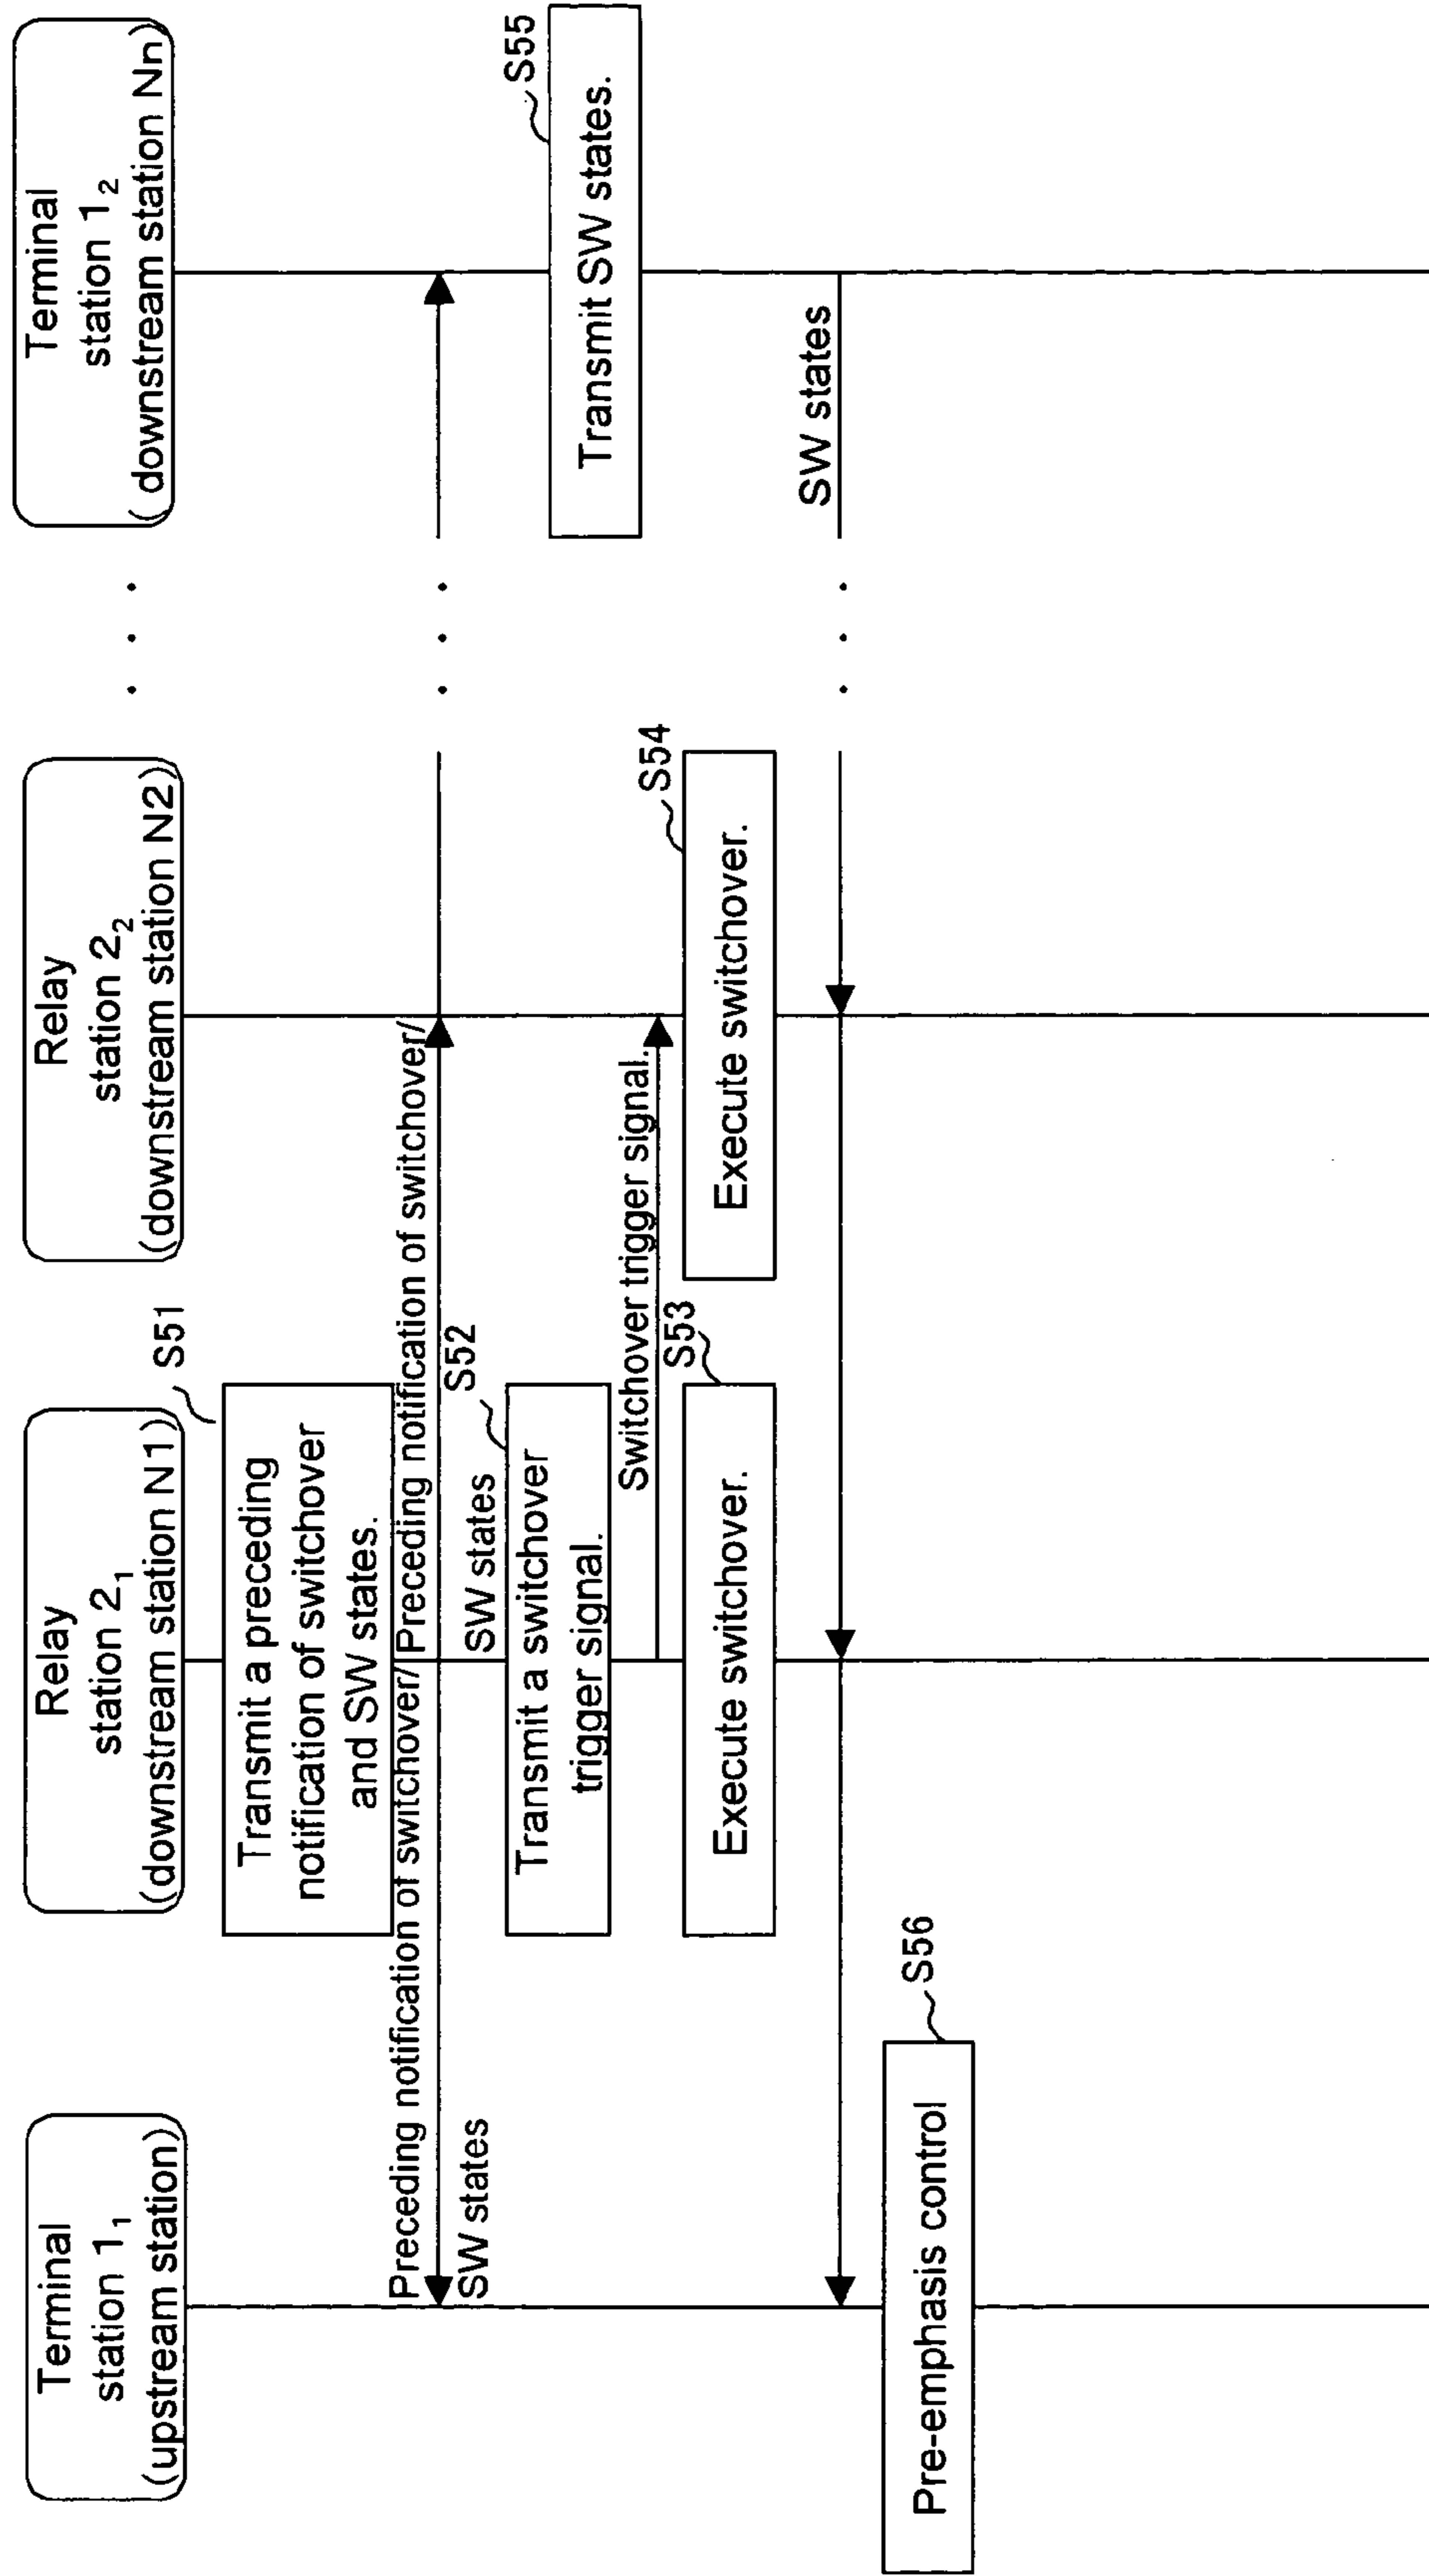 Terminal
station 1₁
(upstream station)
Relay
station 2₁
(downstream station N1)
Relay
station 2₂
(downstream station N2)
. . .
Terminal
station 1₂
( downstream station Nn)
S51
Transmit a preceding
notification of switchover
and SW states.
Preceding notification of switchover/
SW states
Preceding notification of switchover/
SW states
. . .
S52
Transmit a switchover
trigger signal.
S55
Transmit SW states.
Switchover trigger signal.
S53
Execute switchover.
S54
Execute switchover.
SW states
. . .
S56
Pre-emphasis control